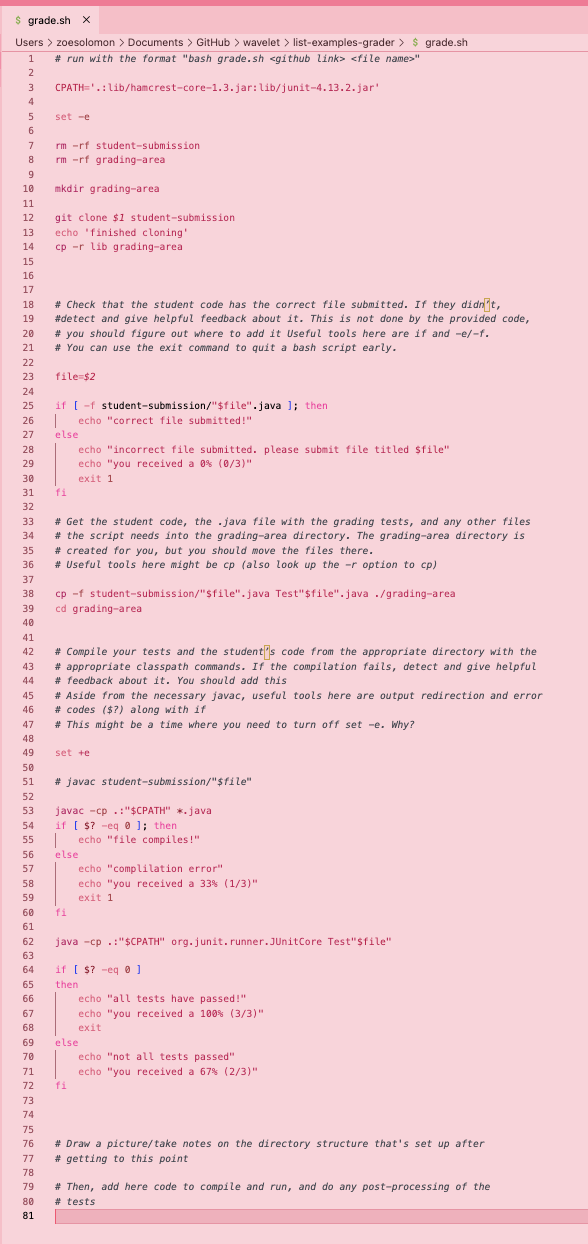 $ grade.sh ×
Users > zoesolomon > Documents > GitHub > wavelet > list-examples-grader > $ grade.sh
1 # run with the format "bash grade.sh <github link> <file name>"
2
3 CPATH='.:lib/hamcrest-core-1.3.jar:lib/junit-4.13.2.jar'
4
5 set -e
6
7 rm -rf student-submission
8 rm -rf grading-area
9
10 mkdir grading-area
11
12 git clone $1 student-submission
13 echo 'finished cloning'
14 cp -r lib grading-area
15
16
17
18 # Check that the student code has the correct file submitted. If they didn’t,
19 #detect and give helpful feedback about it. This is not done by the provided code,
20 # you should figure out where to add it Useful tools here are if and -e/-f.
21 # You can use the exit command to quit a bash script early.
22
23 file=$2
24
25 if [ -f student-submission/"$file".java ]; then
26     echo "correct file submitted!"
27 else
28     echo "incorrect file submitted. please submit file titled $file"
29     echo "you received a 0% (0/3)"
30     exit 1
31 fi
32
33 # Get the student code, the .java file with the grading tests, and any other files
34 # the script needs into the grading-area directory. The grading-area directory is
35 # created for you, but you should move the files there.
36 # Useful tools here might be cp (also look up the -r option to cp)
37
38 cp -f student-submission/"$file".java Test"$file".java ./grading-area
39 cd grading-area
40
41
42 # Compile your tests and the student’s code from the appropriate directory with the
43 # appropriate classpath commands. If the compilation fails, detect and give helpful
44 # feedback about it. You should add this
45 # Aside from the necessary javac, useful tools here are output redirection and error
46 # codes ($?) along with if
47 # This might be a time where you need to turn off set -e. Why?
48
49 set +e
50
51 # javac student-submission/"$file"
52
53 javac -cp .:"$CPATH" *.java
54 if [ $? -eq 0 ]; then
55     echo "file compiles!"
56 else
57     echo "complilation error"
58     echo "you received a 33% (1/3)"
59     exit 1
60 fi
61
62 java -cp .:"$CPATH" org.junit.runner.JUnitCore Test"$file"
63
64 if [ $? -eq 0 ]
65 then
66     echo "all tests have passed!"
67     echo "you received a 100% (3/3)"
68     exit
69 else
70     echo "not all tests passed"
71     echo "you received a 67% (2/3)"
72 fi
73
74
75
76 # Draw a picture/take notes on the directory structure that's set up after
77 # getting to this point
78
79 # Then, add here code to compile and run, and do any post-processing of the
80 # tests
81